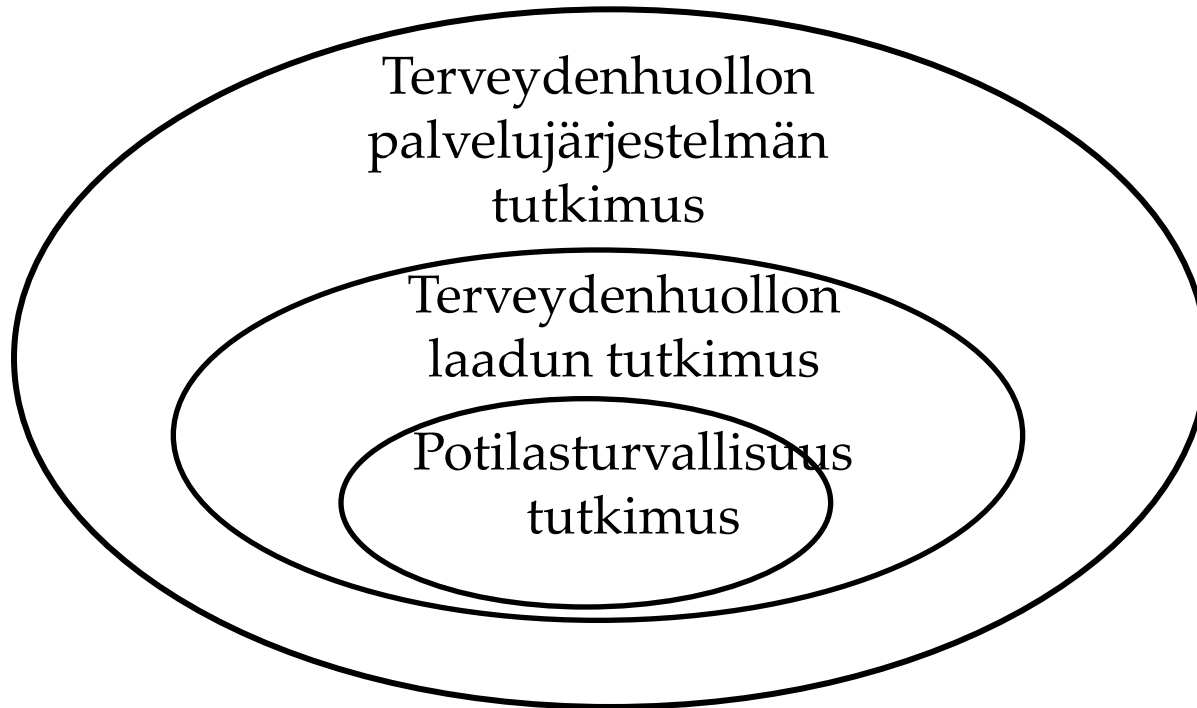 Terveydenhuollon
palvelujärjestelmän
tutkimus
Terveydenhuollon
laadun tutkimus
Potilasturvallisuus
tutkimus